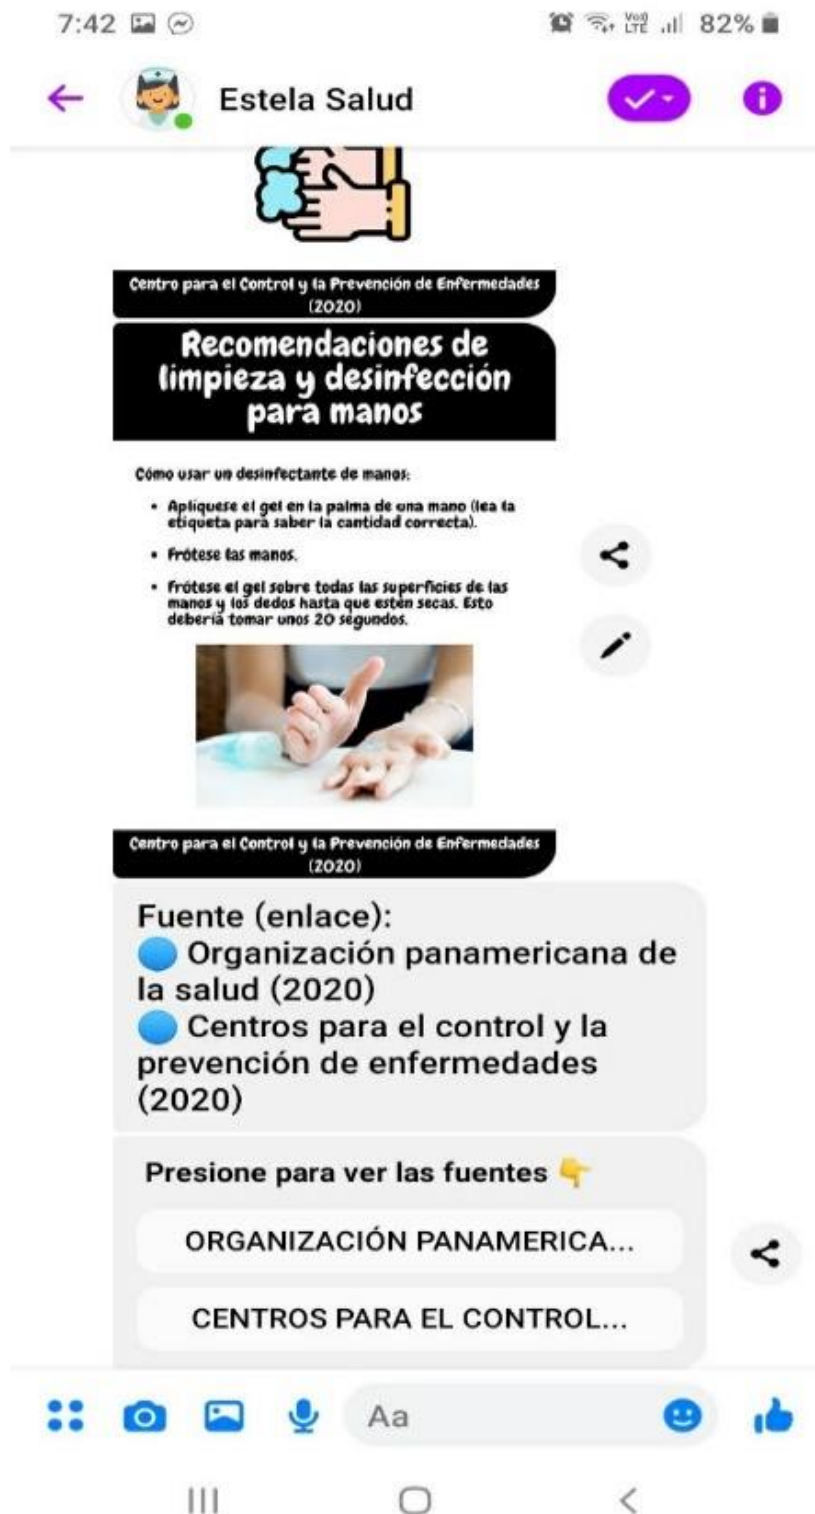 7:42
Vo))
LTE
82%
Estela Salud
Centro para el Control y la Prevención de Enfermedades
(2020)
Recomendaciones de
limpieza y desinfección
para manos
Cómo usar un desinfectante de manos:
• Aplíquese el gel en la palma de una mano (lea la
etiqueta para saber la cantidad correcta).
• Frótese las manos.
• Frótese el gel sobre todas las superficies de las
manos y los dedos hasta que estén secas. Esto
debería tomar unos 20 segundos.
Centro para el Control y la Prevención de Enfermedades
(2020)
Fuente (enlace):
🔵 Organización panamericana de
la salud (2020)
🔵 Centros para el control y la
prevención de enfermedades
(2020)
Presione para ver las fuentes 👇
ORGANIZACIÓN PANAMERICA...
CENTROS PARA EL CONTROL...
Aa